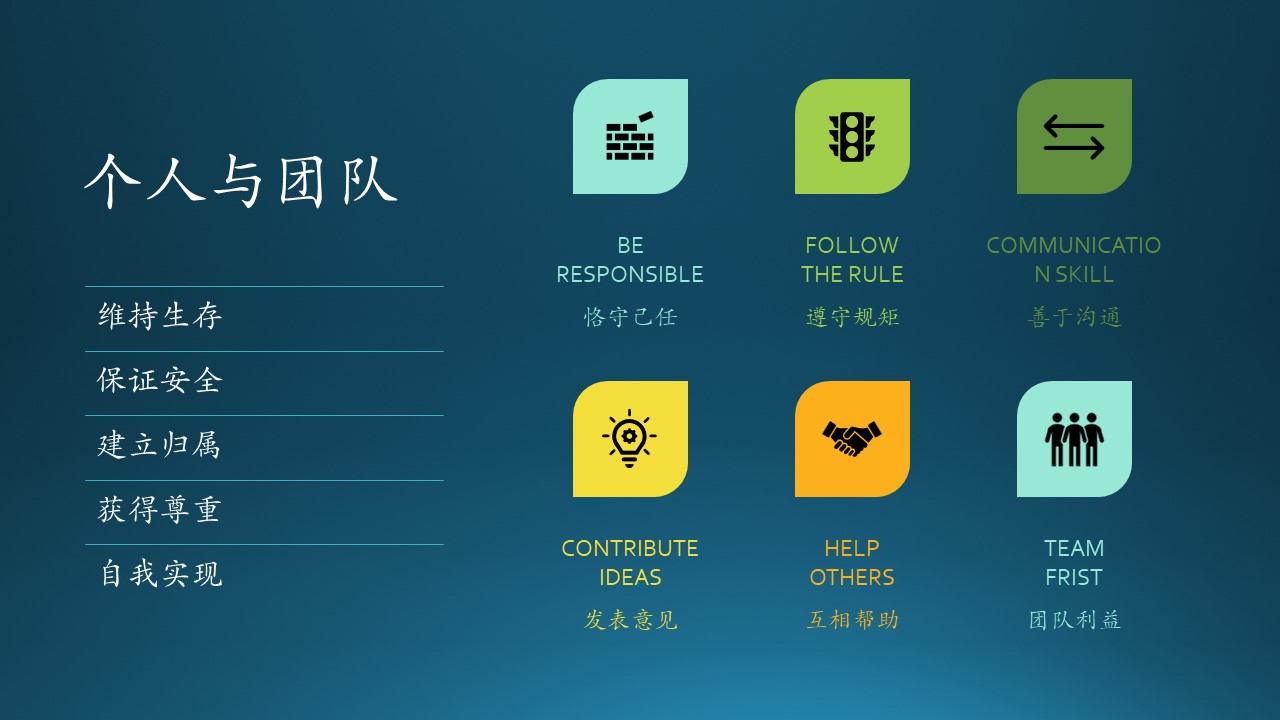 个人与团队
维持生存
保证安全
建立归属
获得尊重
自我实现
BE
RESPONSIBLE
恪守己任
FOLLOW
THE RULE
遵守规矩
COMMUNICATIO
N SKILL
善于沟通
CONTRIBUTE
IDEAS
发表意见
HELP
OTHERS
互相帮助
TEAM
FRIST
团队利益